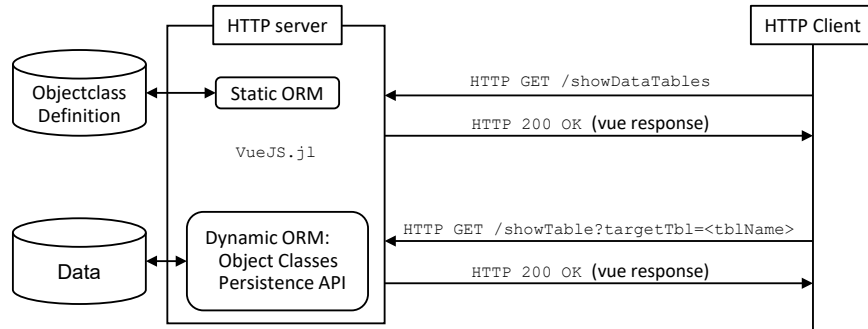 HTTP server
HTTP Client
Objectclass
Definition
Static ORM
HTTP GET /showDataTables
HTTP 200 OK (vue response)
VueJS.jl
HTTP GET /showTable?targetTbl=<tblName>
Data
Dynamic ORM:
Object Classes
Persistence API
HTTP 200 OK (vue response)